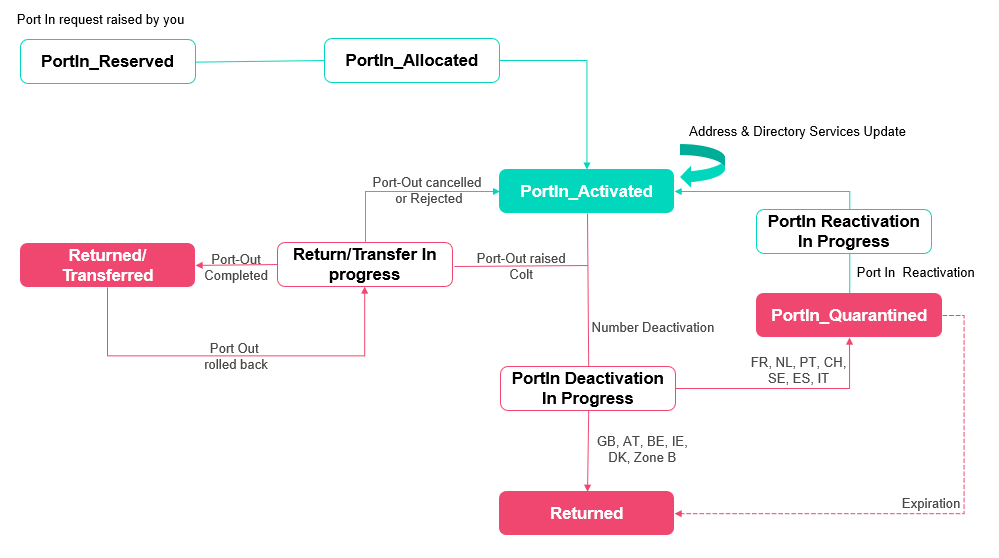 Port In request raised by you
PortIn_Reserved
PortIn_Allocated
Address & Directory Services Update
Port-Out cancelled
or Rejected
PortIn_Activated
PortIn Reactivation
In Progress
Returned/
Transferred
Port-Out
Completed
Return/Transfer In
progress
Port-Out raised
Colt
Port In  Reactivation
PortIn_Quarantined
Number Deactivation
Port Out
rolled back
FR, NL, PT, CH,
SE, ES, IT
PortIn Deactivation
In Progress
GB, AT, BE, IE,
DK, Zone B
Returned
Expiration